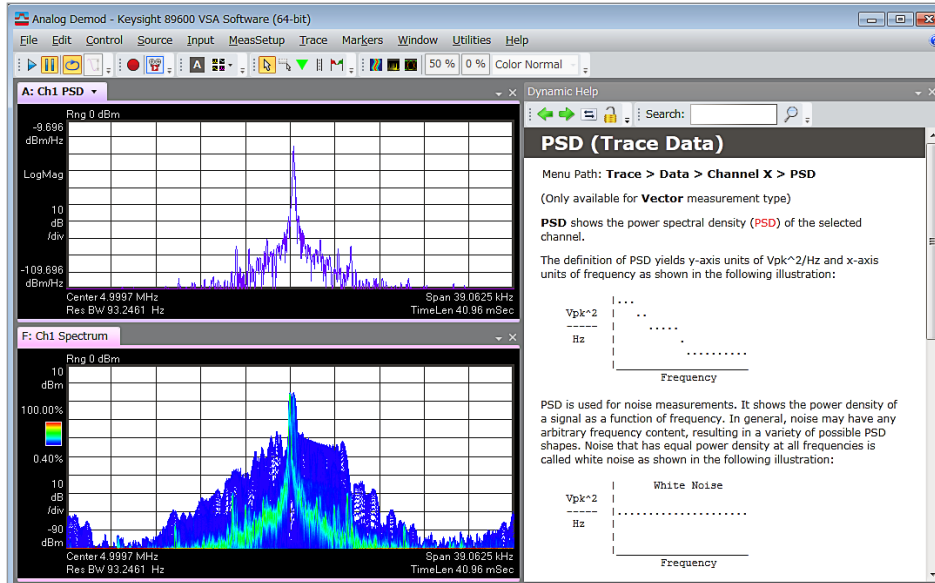 Analog Demod - Keysight 89600 VSA Software (64-bit)
File Edit Control Source Input MeasSetup Trace Markers Window Utilities Help
A 50 % 0 % Color Normal
A: Ch1 PSD
Rng 0 dBm
-9.696
dBm/Hz
LogMag
10
dB
/div
-109.696
dBm/Hz
Center 4.9997 MHz Span 39.0625 kHz
Res BW 93.2461 Hz TimeLen 40.96 mSec
F: Ch1 Spectrum
Rng 0 dBm
10
dBm
100.00%
0.40%
10
dB
/div
-90
dBm
Center 4.9997 MHz Span 39.0625 kHz
Res BW 93.2461 Hz TimeLen 40.96 mSec
Dynamic Help
Search:
PSD (Trace Data)
Menu Path: Trace > Data > Channel X > PSD
(Only available for Vector measurement type)
PSD shows the power spectral density (PSD) of the selected
channel.
The definition of PSD yields y-axis units of Vpk^2/Hz and x-axis
units of frequency as shown in the following illustration:
Vpk^2
-----
Hz
Frequency
PSD is used for noise measurements. It shows the power density of
a signal as a function of frequency. In general, noise may have any
arbitrary frequency content, resulting in a variety of possible PSD
shapes. Noise that has equal power density at all frequencies is
called white noise as shown in the following illustration:
White Noise
Vpk^2
-----
Hz
Frequency